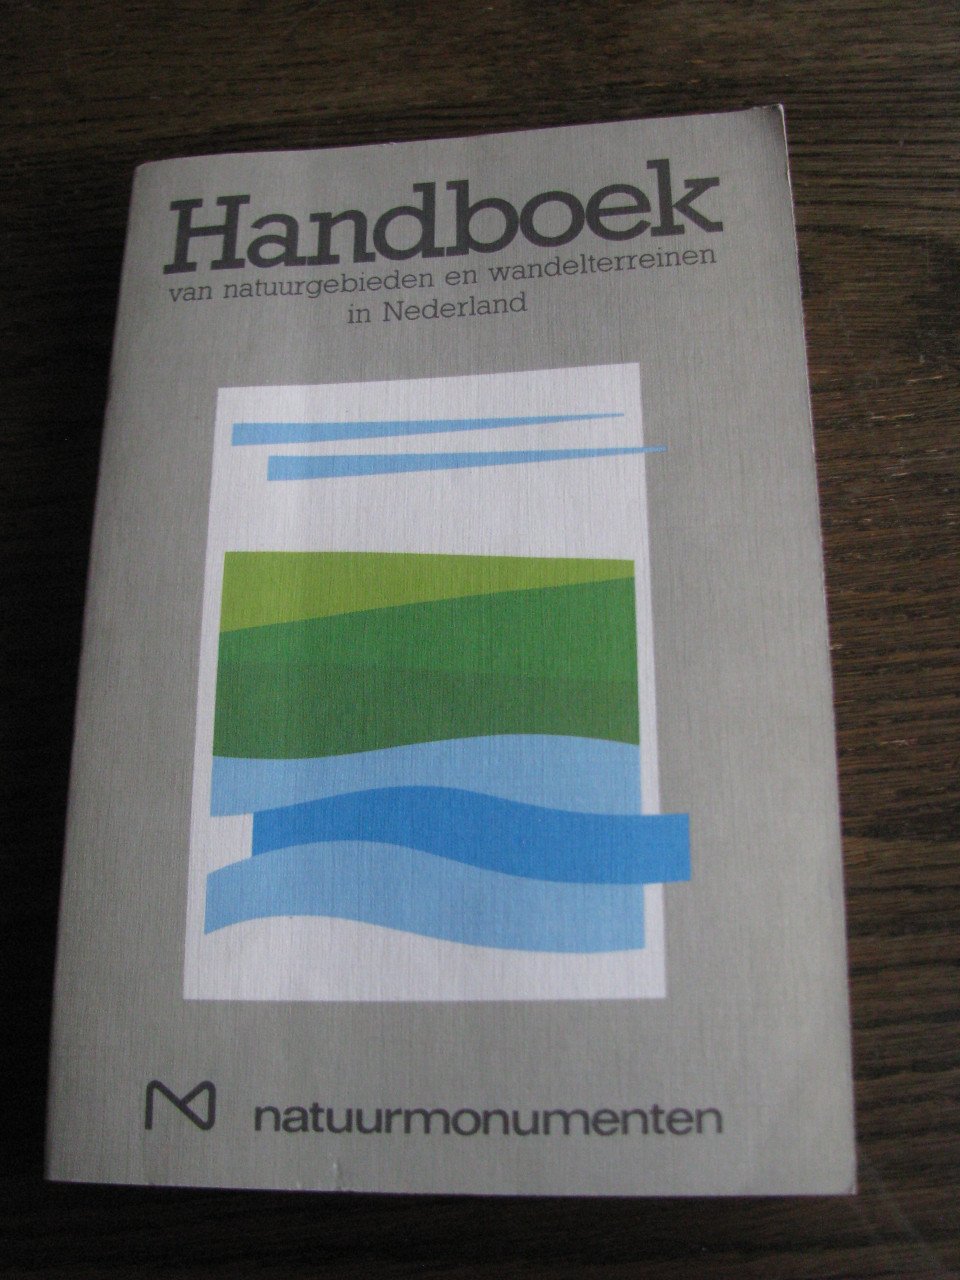 Handboek
van natuurgebieden en wandelterreinen
in Nederland
natuurmonumenten